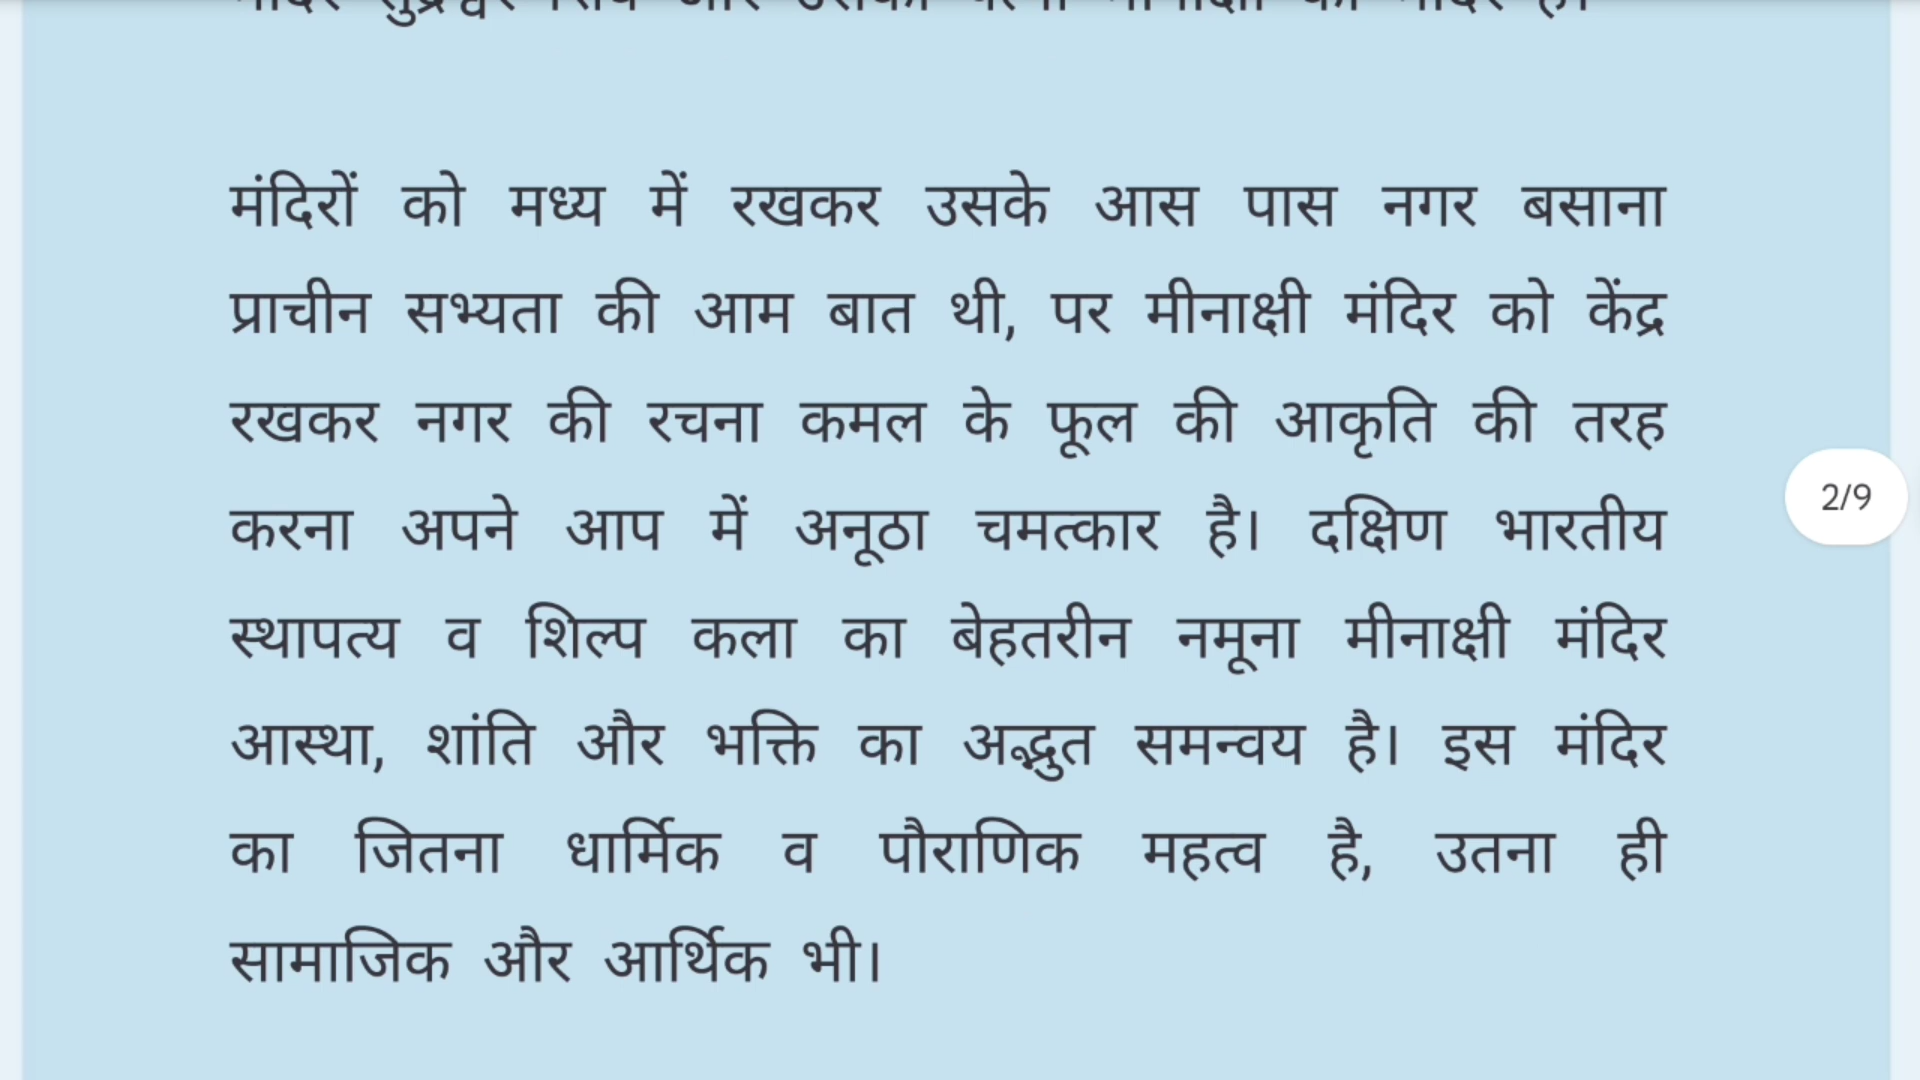 मंदिरों को मध्य में रखकर उसके आस पास नगर बसाना
प्राचीन सभ्यता की आम बात थी, पर मीनाक्षी मंदिर को केंद्र
रखकर नगर की रचना कमल के फूल की आकृति की तरह
करना अपने आप में अनूठा चमत्कार है। दक्षिण भारतीय
2/9
स्थापत्य व शिल्प कला का बेहतरीन नमूना मीनाक्षी मंदिर
आस्था, शांति और भक्ति का अद्भुत समन्वय है। इस मंदिर
का जितना धार्मिक व पौराणिक महत्व है, उतना ही
सामाजिक और आर्थिक भी।